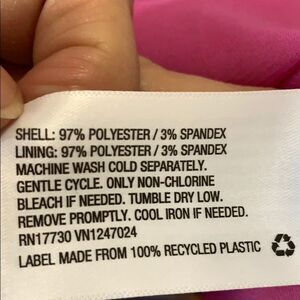 SHELL: 97% POLYESTER / 3% SPANDEX
LINING: 97% POLYESTER / 3% SPANDEX
MACHINE WASH COLD SEPARATELY.
GENTLE CYCLE. ONLY NON-CHLORINE
BLEACH IF NEEDED. TUMBLE DRY LOW.
REMOVE PROMPTLY. COOL IRON IF NEEDED.
RN17730 VN1247024
LABEL MADE FROM 100% RECYCLED PLASTIC